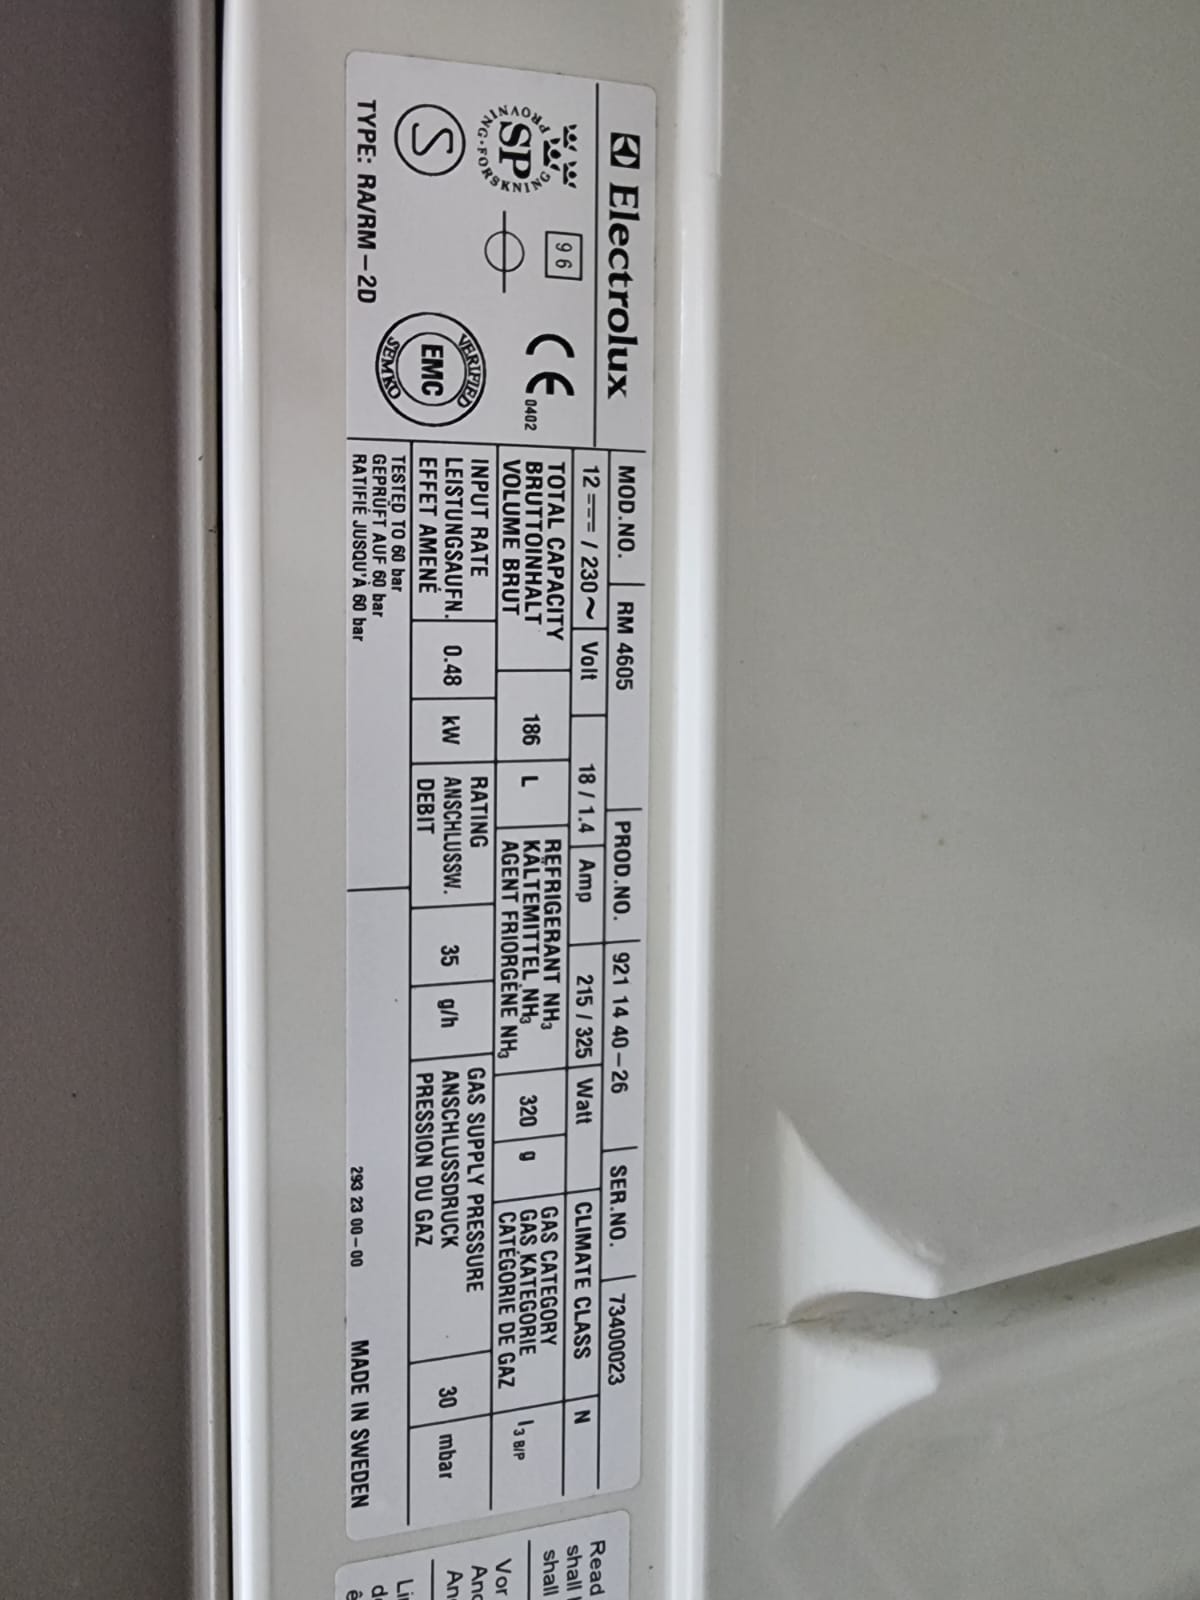 Electrolux
MOD.NO. RM 4605 PROD.NO. 921 14 40-26 SER.NO. 73400023
12 ⎓ / 230~ Volt 18 / 1.4 Amp 215 / 325 Watt CLIMATE CLASS N
TOTAL CAPACITY
BRUTTOINHALT
VOLUME BRUT
186 L
REFRIGERANT NH₃
KÄLTEMITTEL NH₃
AGENT FRIORGÈNE NH₃
320 g
GAS CATEGORY
GAS KATEGORIE
CATÉGORIE DE GAZ
I₃ B/P
INPUT RATE
LEISTUNGSAUFN.
EFFET AMENÉ
0.48 kW
RATING
ANSCHLUSSW.
DEBIT
35 g/h
GAS SUPPLY PRESSURE
ANSCHLUSSDRUCK
PRESSION DU GAZ
30 mbar
TESTED TO 60 bar
GEPRÜFT AUF 60 bar
RATIFIÉ JUSQU'À 60 bar
293 23 00-00 MADE IN SWEDEN
SP
PROVNING·FORSKNING
96
CE 0402
S
VERIFIED
EMC
SEMKO
TYPE: RA/RM-2D
Read
shall
shall
Vor